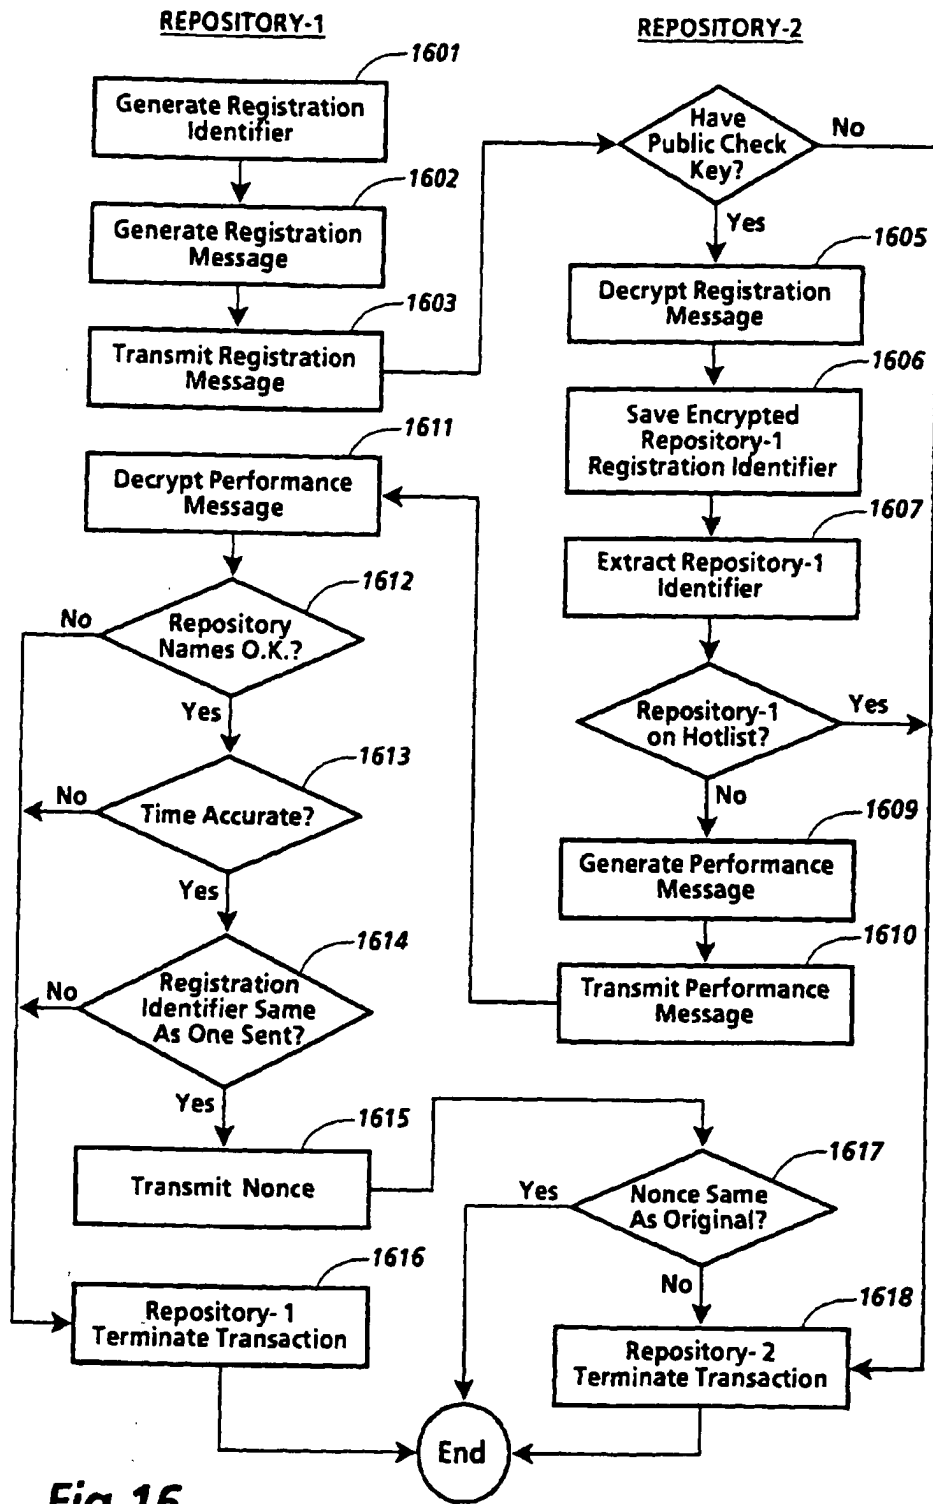 REPOSITORY-1
1601
Generate Registration
Identifier
1602
Generate Registration
Message
1603
Transmit Registration
Message
1611
Decrypt Performance
Message
1612
Repository
Names O.K.?
No
Yes
1613
Time Accurate?
No
Yes
1614
Registration
Identifier Same
As One Sent?
No
Yes
1615
Transmit Nonce
1616
Repository- 1
Terminate Transaction
REPOSITORY-2
Have
Public Check
Key?
No
Yes
1605
Decrypt Registration
Message
1606
Save Encrypted
Repository-1
Registration Identifier
1607
Extract Repository-1
Identifier
Repository-1
on Hotlist?
Yes
No
1609
Generate Performance
Message
1610
Transmit Performance
Message
1617
Nonce Same
As Original?
Yes
No
1618
Repository- 2
Terminate Transaction
End
Fig. 16